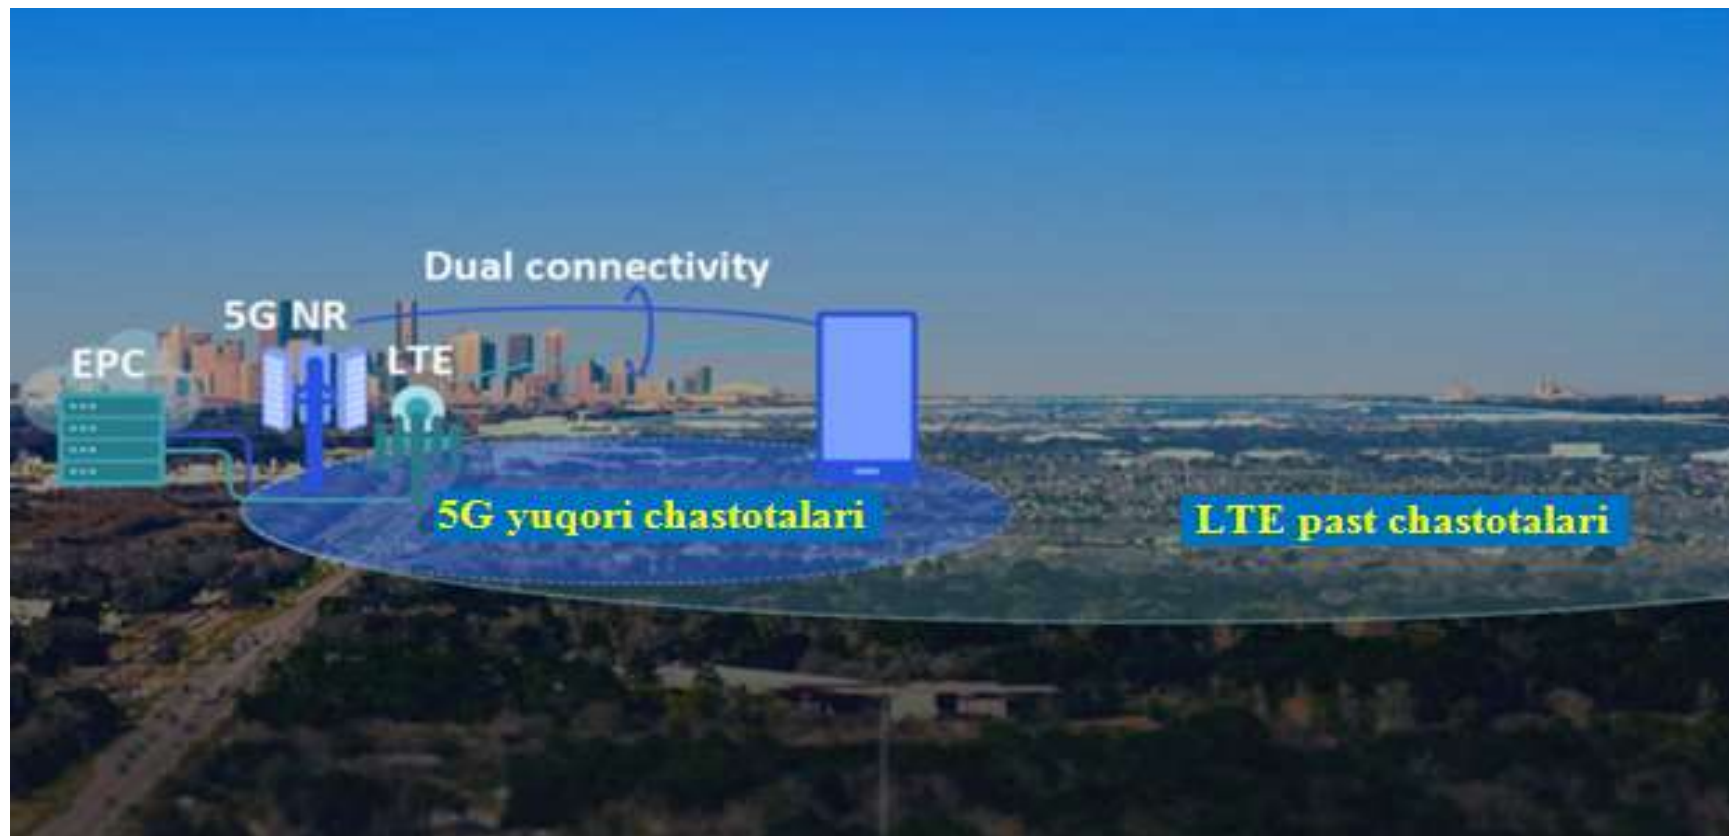 Dual connectivity
5G NR
EPC
LTE
5G yuqori chastotalari
LTE past chastotalari